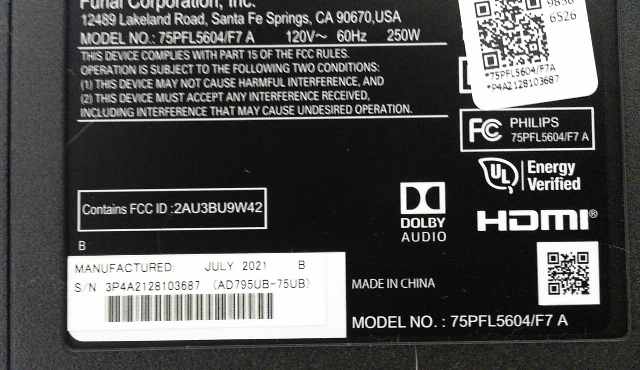 Funai Corporation, Inc.
12489 Lakeland Road, Santa Fe Springs, CA 90670,USA
MODEL NO.: 75PFL5604/F7 A 120V~ 60Hz 250W
THIS DEVICE COMPLIES WITH PART 15 OF THE FCC RULES.
OPERATION IS SUBJECT TO THE FOLLOWING TWO CONDITIONS:
(1) THIS DEVICE MAY NOT CAUSE HARMFUL INTERFERENCE, AND
(2) THIS DEVICE MUST ACCEPT ANY INTERFERENCE RECEIVED,
INCLUDING INTERFERENCE THAT MAY CAUSE UNDESIRED OPERATION.
6526
*75PFL5604/F7A
*P4A2128103687
FC PHILIPS
75PFL5604/F7 A
UL Energy
Verified
Contains FCC ID :2AU3BU9W42
DOLBY
AUDIO
HDMI®
B
MANUFACTURED: JULY 2021 B
S/N 3P4A2128103687 (AD795UB-75UB)
MADE IN CHINA
MODEL NO. : 75PFL5604/F7 A